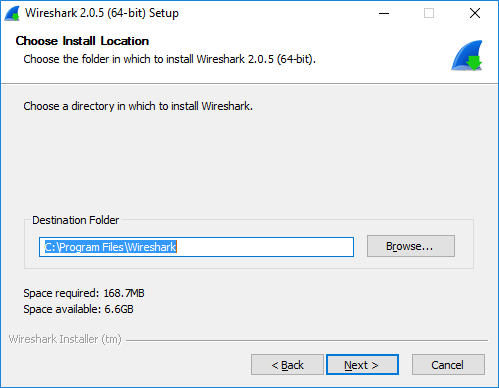 Wireshark 2.0.5 (64-bit) Setup
Choose Install Location
Choose the folder in which to install Wireshark 2.0.5 (64-bit).
Choose a directory in which to install Wireshark.
Destination Folder
C:\Program Files\Wireshark
Browse...
Space required: 168.7MB
Space available: 6.6GB
Wireshark Installer (tm)
< Back Next > Cancel